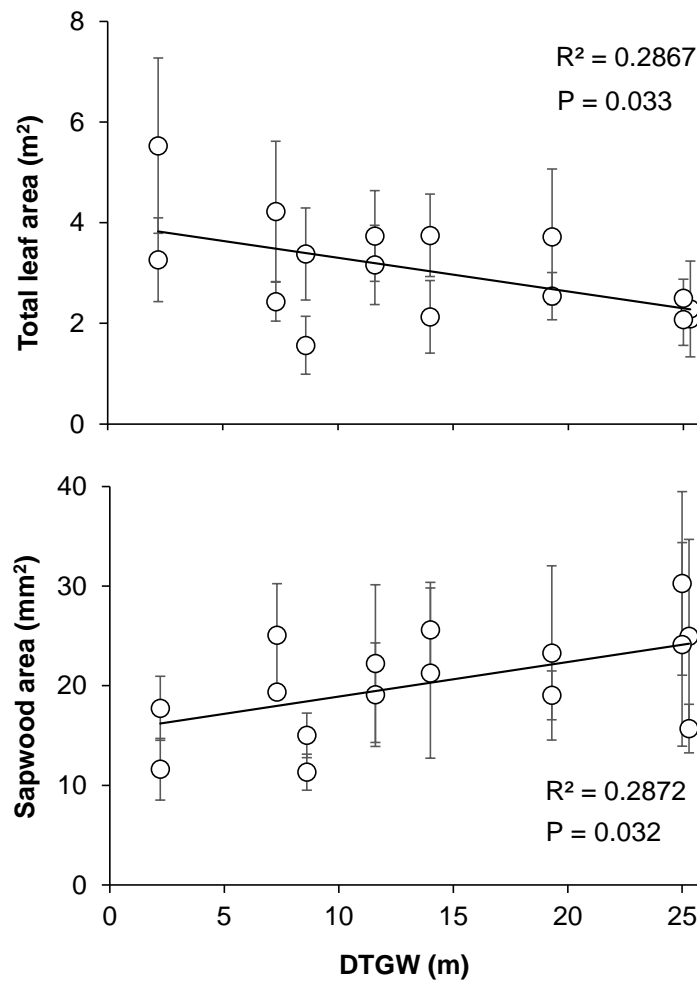 8
R² = 0.2867
P = 0.033
6
4
2
0
Total leaf area (m²)
40
30
20
10
0
Sapwood area (mm²)
R² = 0.2872
P = 0.032
0 5 10 15 20 25
DTGW (m)